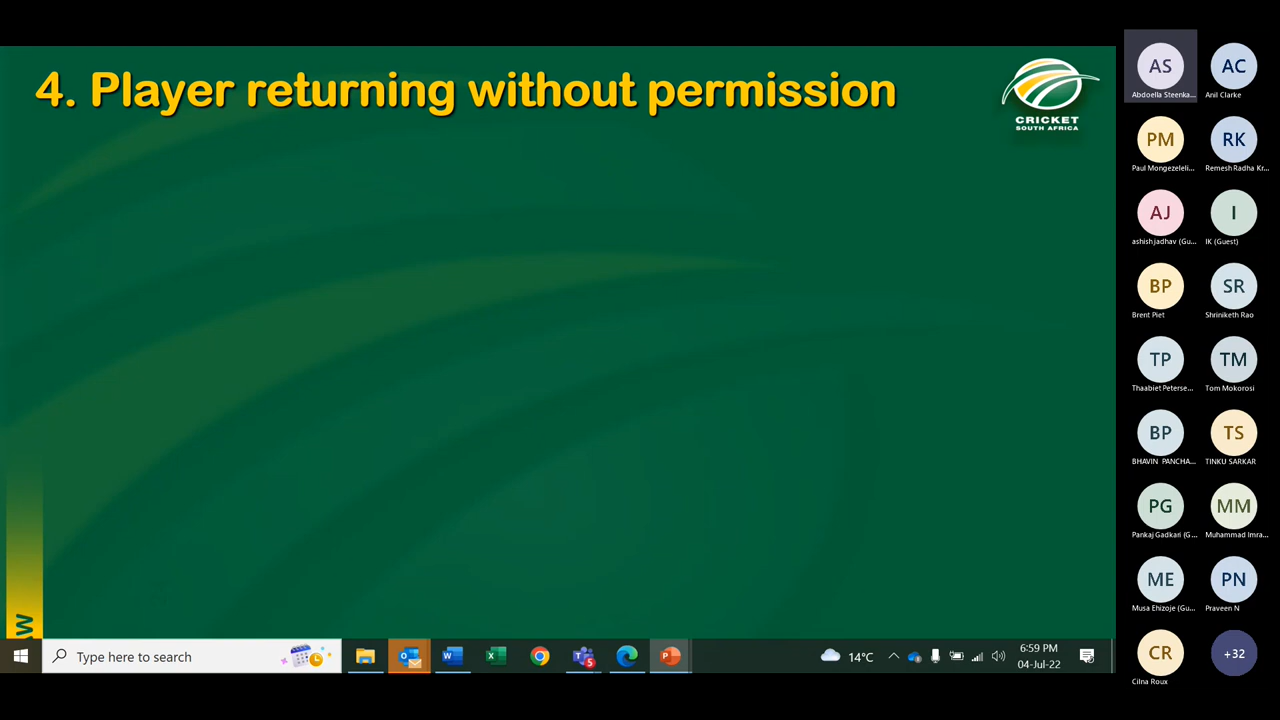 4. Player returning without permission
CRICKET
SOUTH AFRICA
AS
Abdoella Steenka...
AC
Anil Clarke
PM
Paul Mongezeleli...
RK
Remesh Radha Kr...
AJ
ashish jadhav (Gu...
I
IK (Guest)
BP
Brent Piet
SR
Shriniketh Rao
TP
Thaabiet Peterse...
TM
Tom Mokorosi
BP
BHAVIN PANCHA...
TS
TINKU SARKAR
PG
Pankaj Gadkari (G...
MM
Muhammad Imra...
ME
Musa Ehizoje (Gu...
PN
Praveen N
CR
Cilna Roux
+32
W
Type here to search
5
14°C
6:59 PM
04-Jul-22